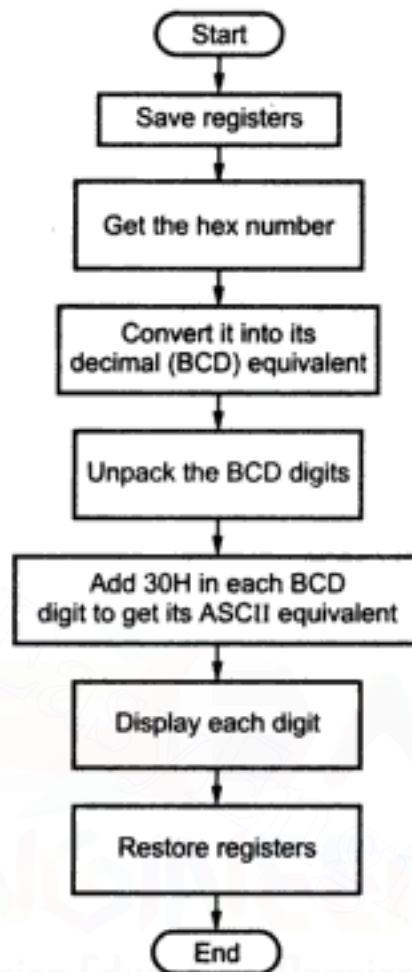 Start
Save registers
Get the hex number
Convert it into its
decimal (BCD) equivalent
Unpack the BCD digits
Add 30H in each BCD
digit to get its ASCII equivalent
Display each digit
Restore registers
End